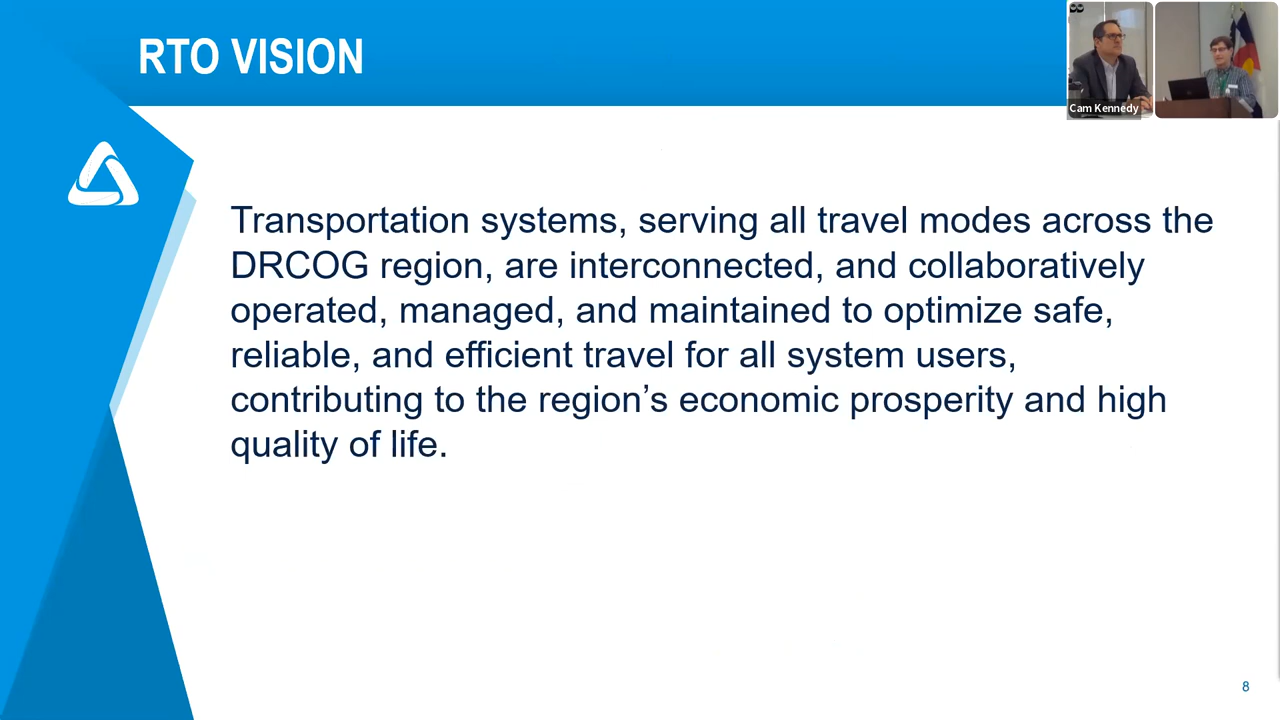 RTO VISION
Cam Kennedy
Transportation systems, serving all travel modes across the
DRCOG region, are interconnected, and collaboratively
operated, managed, and maintained to optimize safe,
reliable, and efficient travel for all system users,
contributing to the region’s economic prosperity and high
quality of life.
8